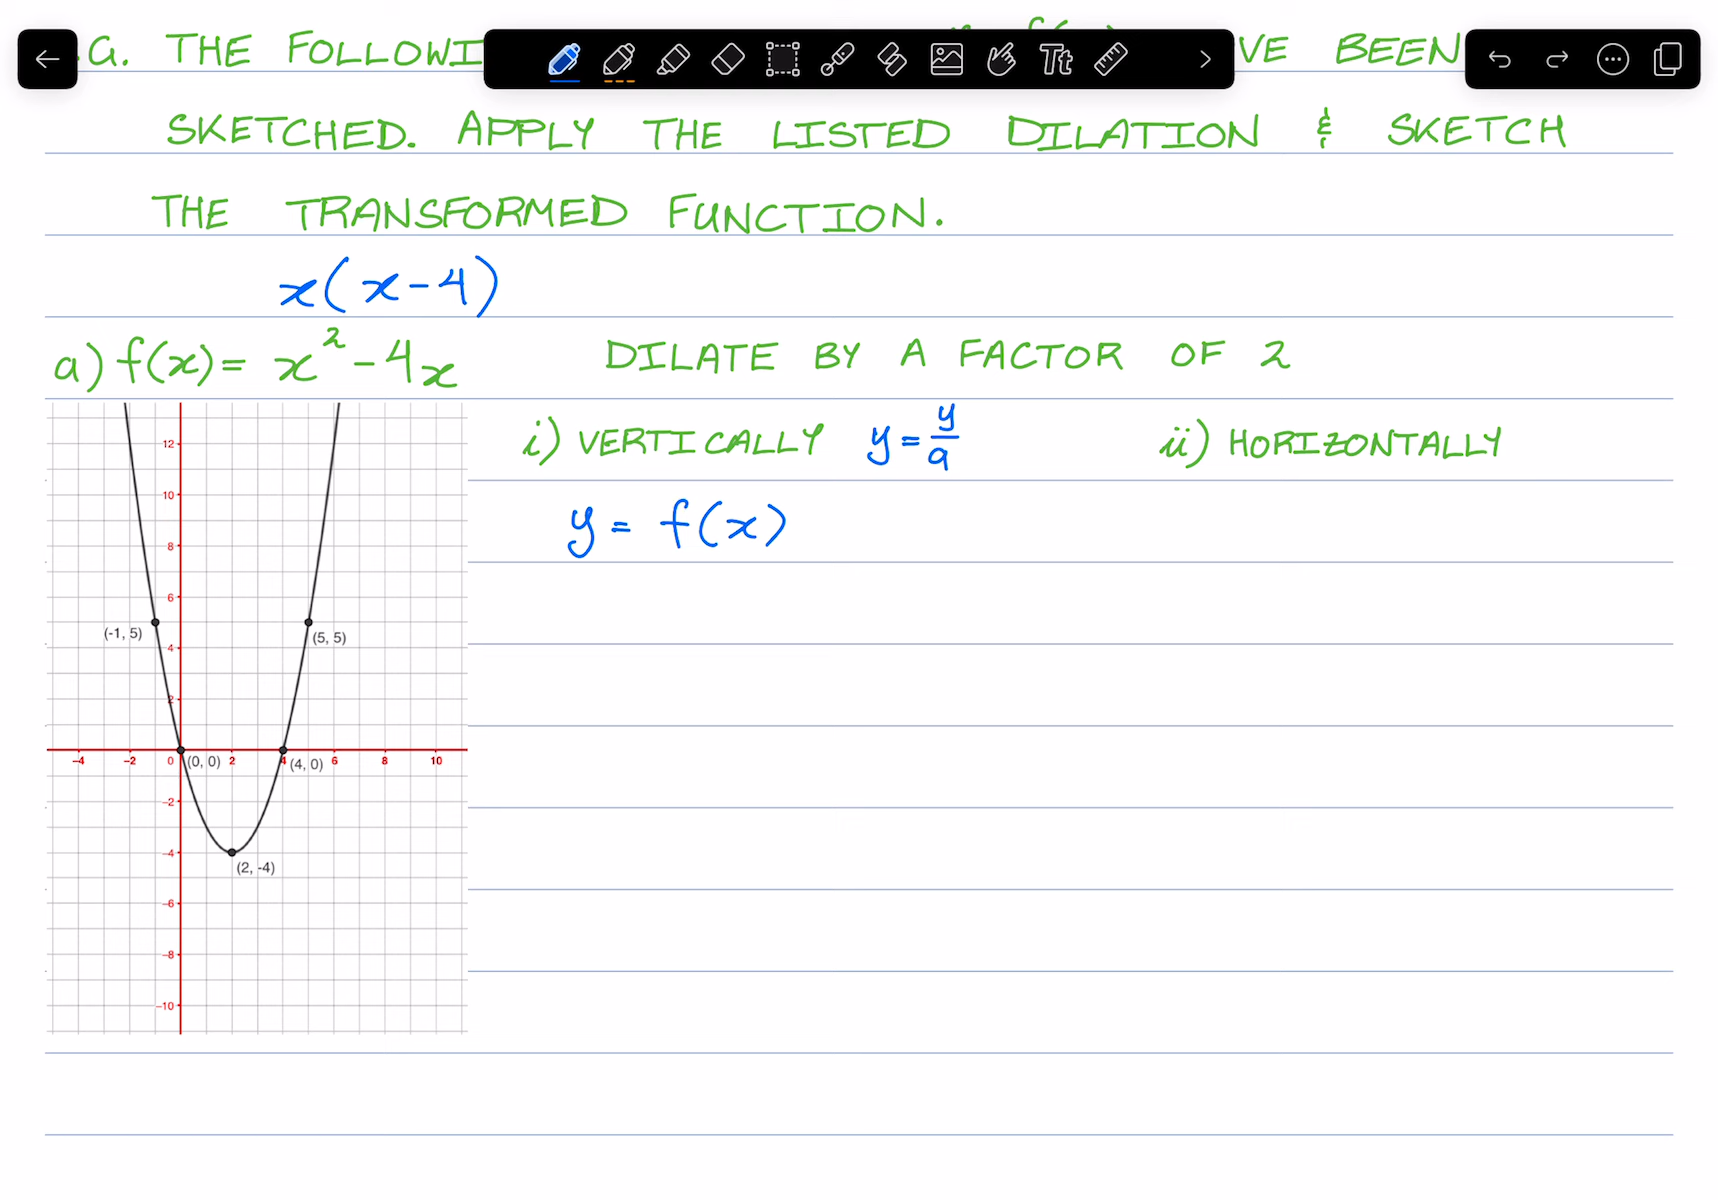 G. THE FOLLOWI VE BEEN
SKETCHED. APPLY THE LISTED DILATION & SKETCH
THE TRANSFORMED FUNCTION.
x(x-4)
a) f(x) = x² - 4x DILATE BY A FACTOR OF 2
i) VERTICALLY y = y/a ii) HORIZONTALLY
y = f(x)
12
10
8
6
(-1, 5) (5, 5)
4
2
-4 -2 0 (0, 0) 2 4 (4, 0) 6 8 10
-2
-4
(2, -4)
-6
-8
-10
Tt